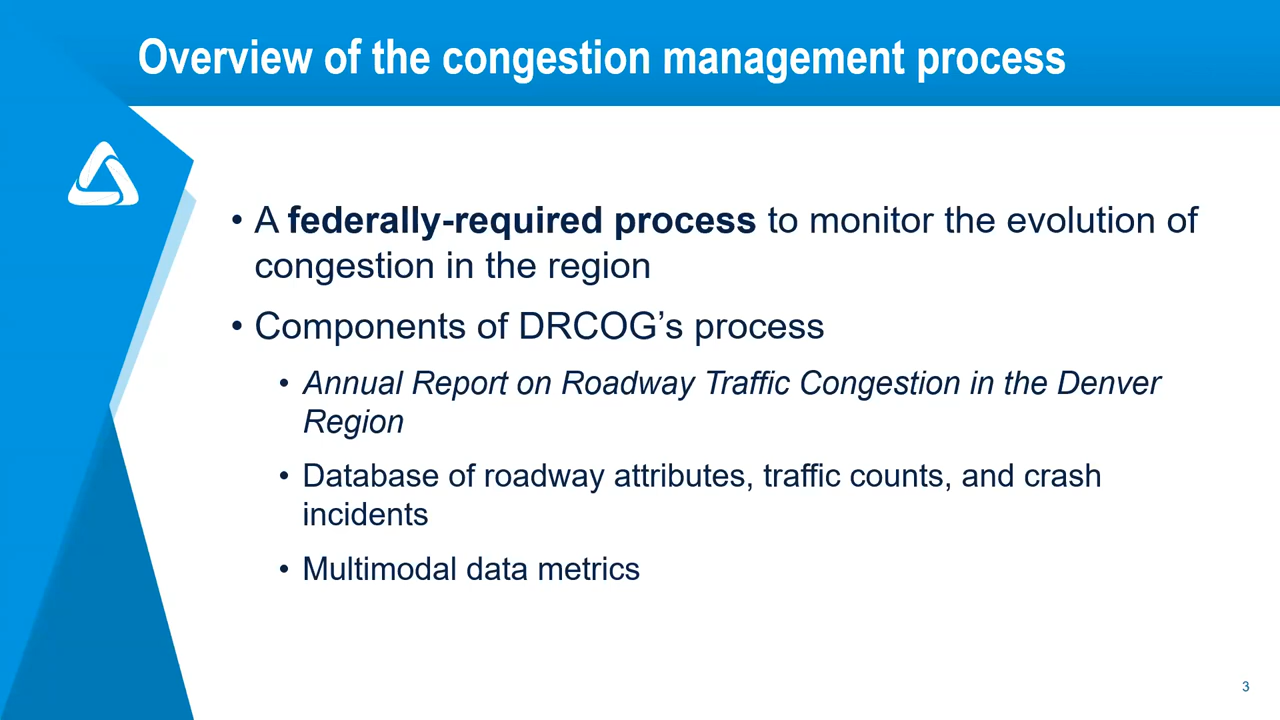 Overview of the congestion management process
• A federally-required process to monitor the evolution of
congestion in the region
• Components of DRCOG’s process
• Annual Report on Roadway Traffic Congestion in the Denver
Region
• Database of roadway attributes, traffic counts, and crash
incidents
• Multimodal data metrics
3